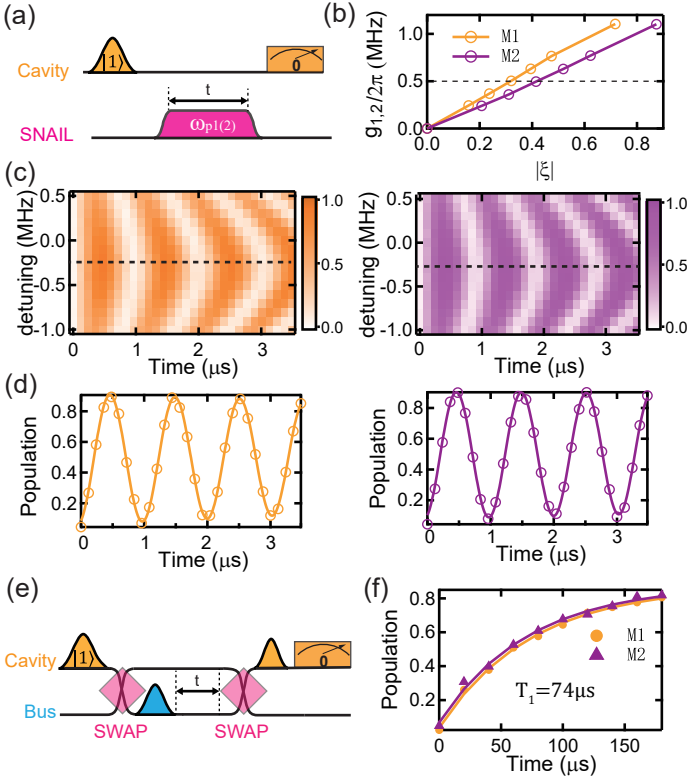 (a)
|1⟩
Cavity
0
t
ωp1(2)
SNAIL
(b)
g1,2/2π (MHz)
1.0
0.5
0.0
M1
M2
0.0 0.2 0.4 0.6 0.8
|ξ|
(c)
detuning (MHz)
0.5
0.0
-0.5
-1.0
0 1 2 3
Time (μs)
1.0
0.0
detuning (MHz)
0.5
0.0
-0.5
-1.0
0 1 2 3
Time (μs)
1.0
0.0
(d)
Population
0.8
0.6
0.4
0.2
0 1 2 3
Time (μs)
Population
0.8
0.6
0.4
0.2
0 1 2 3
Time (μs)
(e)
|1⟩
Cavity
0
t
Bus
SWAP SWAP
(f)
Population
0.8
0.6
0.4
0.2
M1
M2
T1=74μs
0 50 100 150
Time (μs)